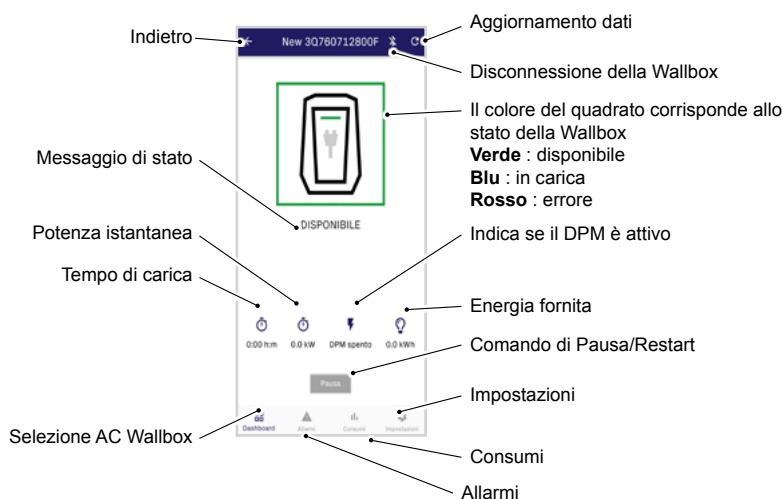 Aggiornamento dati
Indietro
New 3Q760712800F
Disconnessione della Wallbox
Il colore del quadrato corrisponde allo
stato della Wallbox
Verde : disponibile
Blu : in carica
Rosso : errore
Messaggio di stato
DISPONIBILE
Potenza istantanea
Indica se il DPM è attivo
Tempo di carica
Energia fornita
0:00 h:m
0.0 kW
DPM spento
0.0 kWh
Comando di Pausa/Restart
Pausa
Impostazioni
Selezione AC Wallbox
Dashboard
Allarmi
Consumi
Impostazioni
Consumi
Allarmi